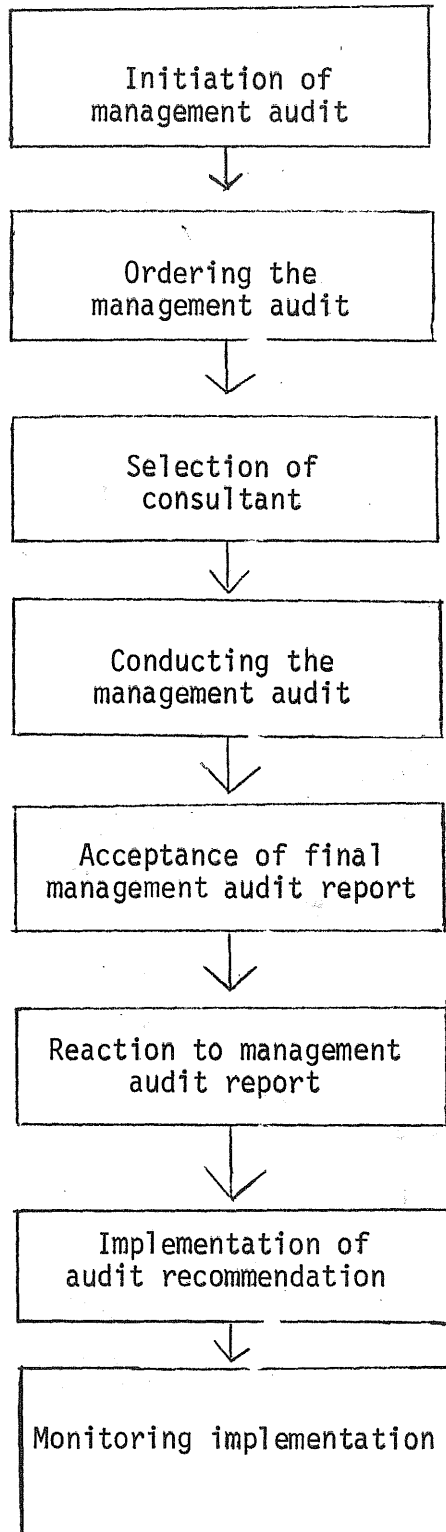 Initiation of
management audit
Ordering the
management audit
Selection of
consultant
Conducting the
management audit
Acceptance of final
management audit report
Reaction to management
audit report
Implementation of
audit recommendation
Monitoring implementation